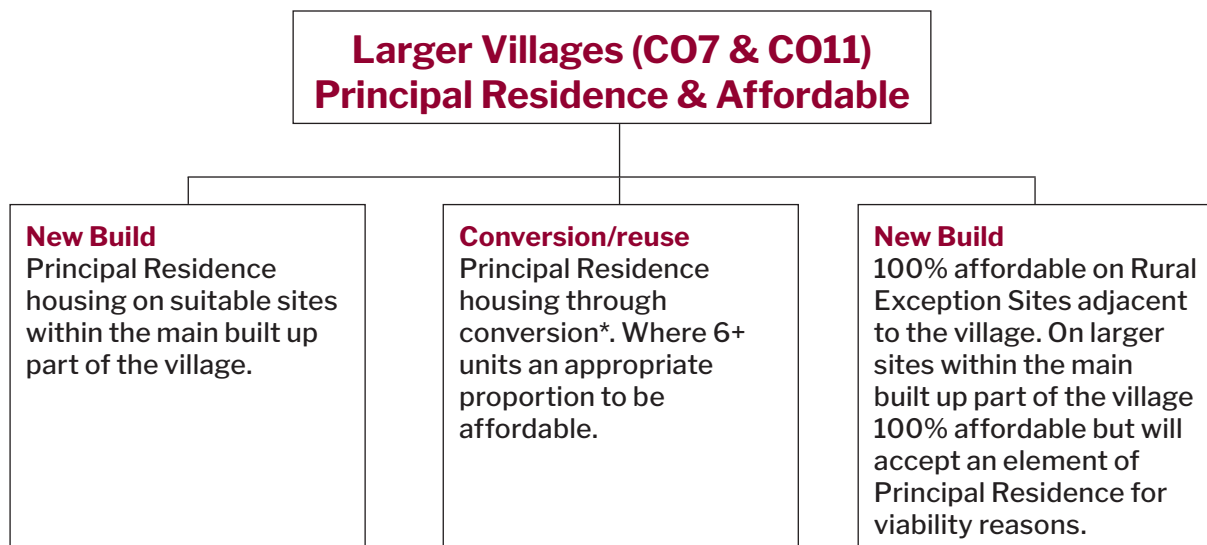 Larger Villages (CO7 & CO11)
Principal Residence & Affordable
New Build
Principal Residence
housing on suitable sites
within the main built up
part of the village.
Conversion/reuse
Principal Residence
housing through
conversion*. Where 6+
units an appropriate
proportion to be
affordable.
New Build
100% affordable on Rural
Exception Sites adjacent
to the village. On larger
sites within the main
built up part of the village
100% affordable but will
accept an element of
Principal Residence for
viability reasons.